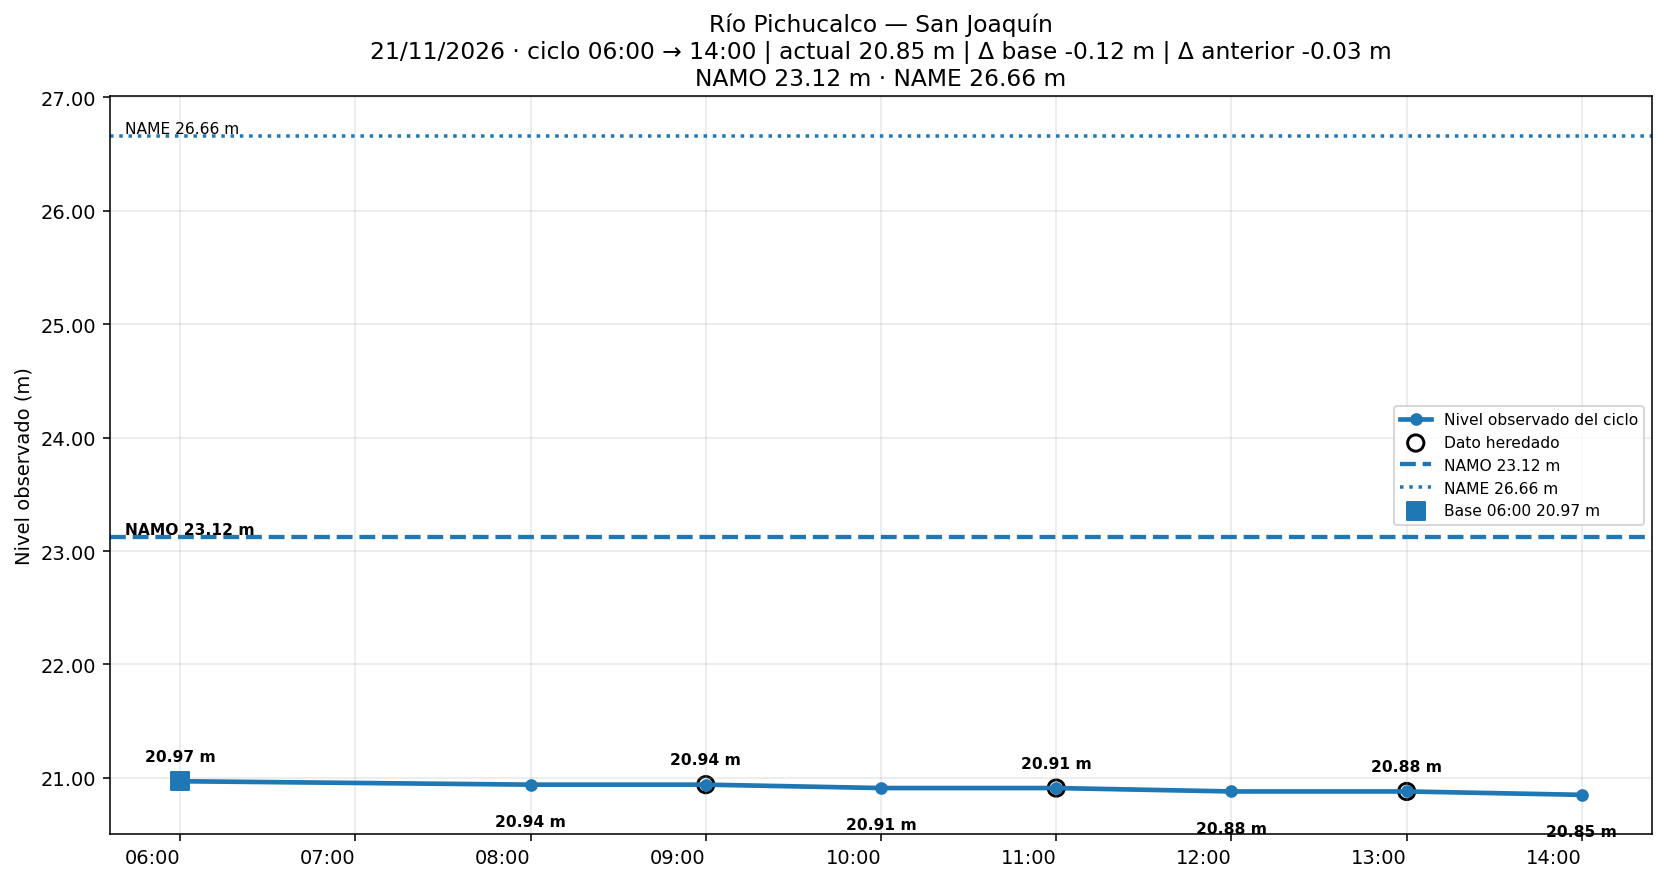 Río Pichucalco — San Joaquín
21/11/2026 · ciclo 06:00 → 14:00 | actual 20.85 m | Δ base -0.12 m | Δ anterior -0.03 m
NAMO 23.12 m · NAME 26.66 m
27.00
NAME 26.66 m
26.00
25.00
24.00
Nivel observado del ciclo
Dato heredado
NAMO 23.12 m
NAME 26.66 m
Base 06:00 20.97 m
Nivel observado (m)
NAMO 23.12 m
23.00
22.00
21.00
20.97 m
20.94 m
20.91 m
20.88 m
20.94 m
20.91 m
20.88 m
20.85 m
06:00 07:00 08:00 09:00 10:00 11:00 12:00 13:00 14:00